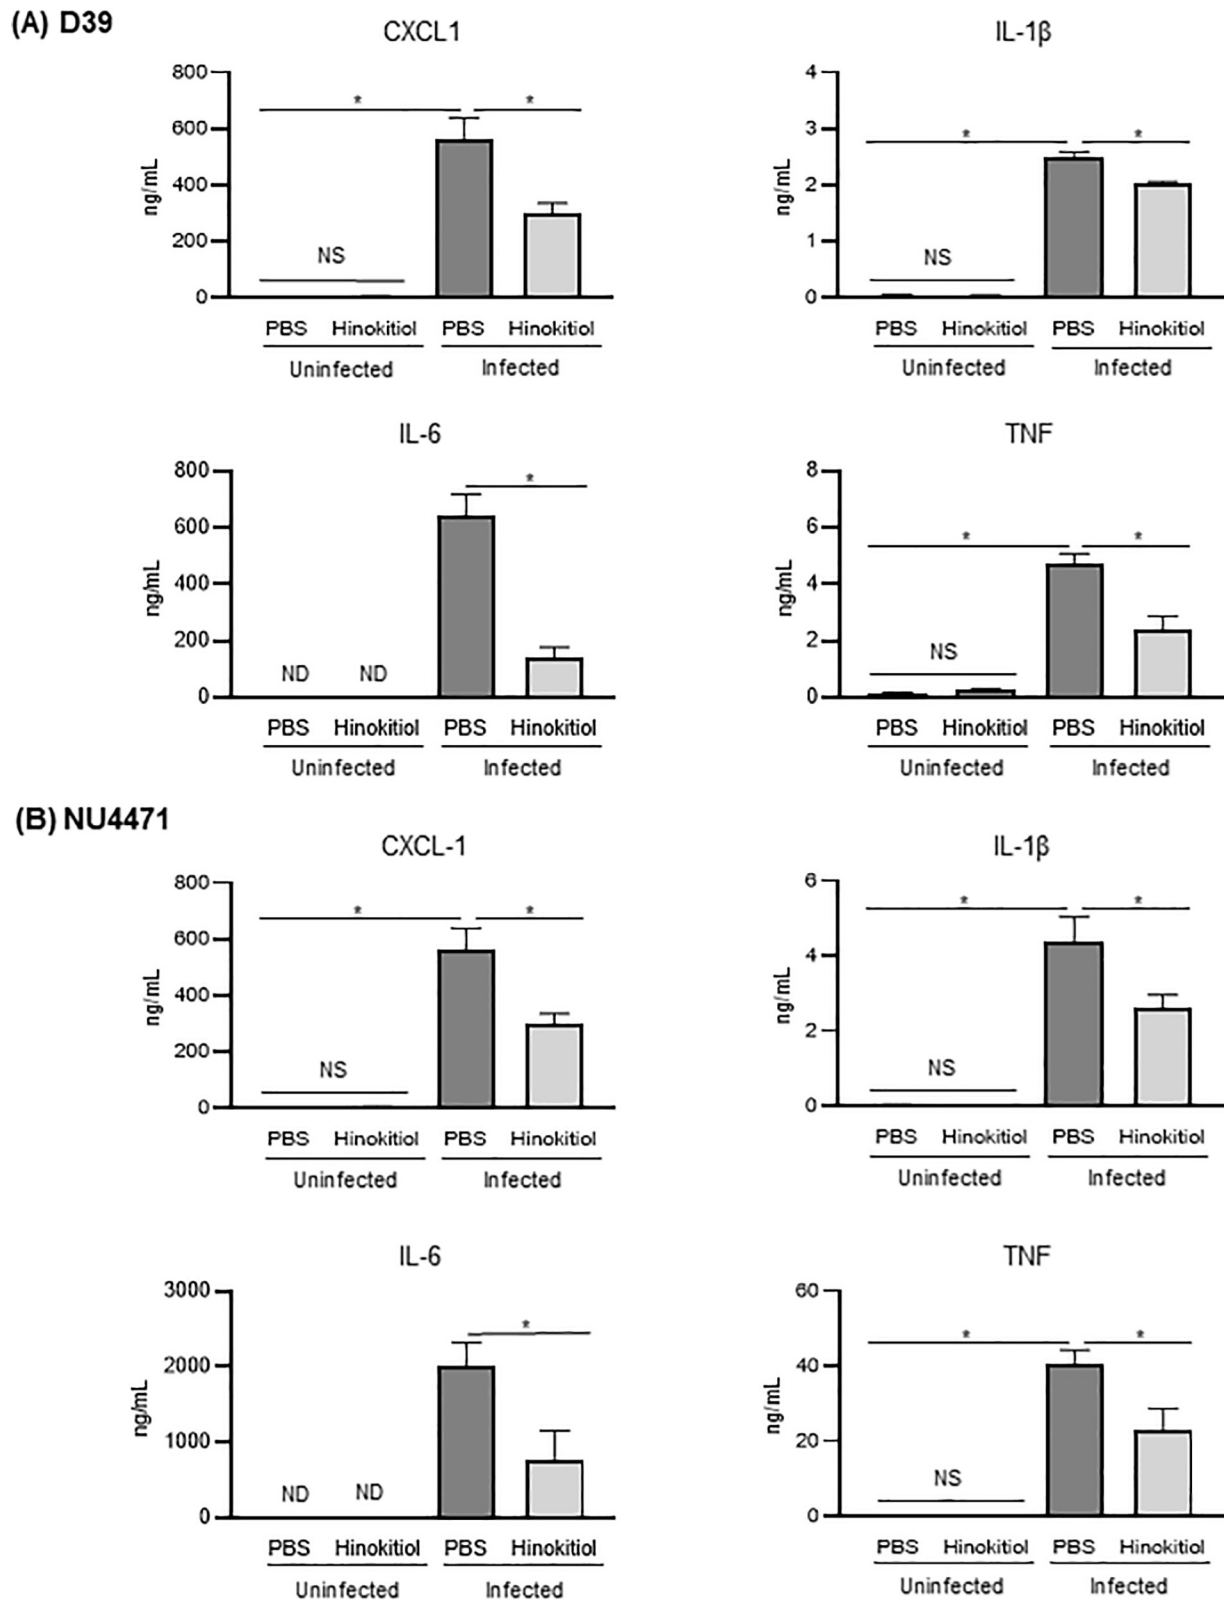 (A) D39
CXCL1
800
600
400
200
0
ng/mL
*
*
NS
PBS Hinokitiol PBS Hinokitiol
Uninfected Infected
IL-1β
4
3
2
1
0
ng/mL
*
*
NS
PBS Hinokitiol PBS Hinokitiol
Uninfected Infected
IL-6
800
600
400
200
0
ng/mL
*
ND ND
PBS Hinokitiol PBS Hinokitiol
Uninfected Infected
TNF
8
6
4
2
0
ng/mL
*
*
NS
PBS Hinokitiol PBS Hinokitiol
Uninfected Infected
(B) NU4471
CXCL-1
800
600
400
200
0
ng/mL
*
*
NS
PBS Hinokitiol PBS Hinokitiol
Uninfected Infected
IL-1β
6
4
2
0
ng/mL
*
*
NS
PBS Hinokitiol PBS Hinokitiol
Uninfected Infected
IL-6
3000
2000
1000
0
ng/mL
*
ND ND
PBS Hinokitiol PBS Hinokitiol
Uninfected Infected
TNF
60
40
20
0
ng/mL
*
*
NS
PBS Hinokitiol PBS Hinokitiol
Uninfected Infected